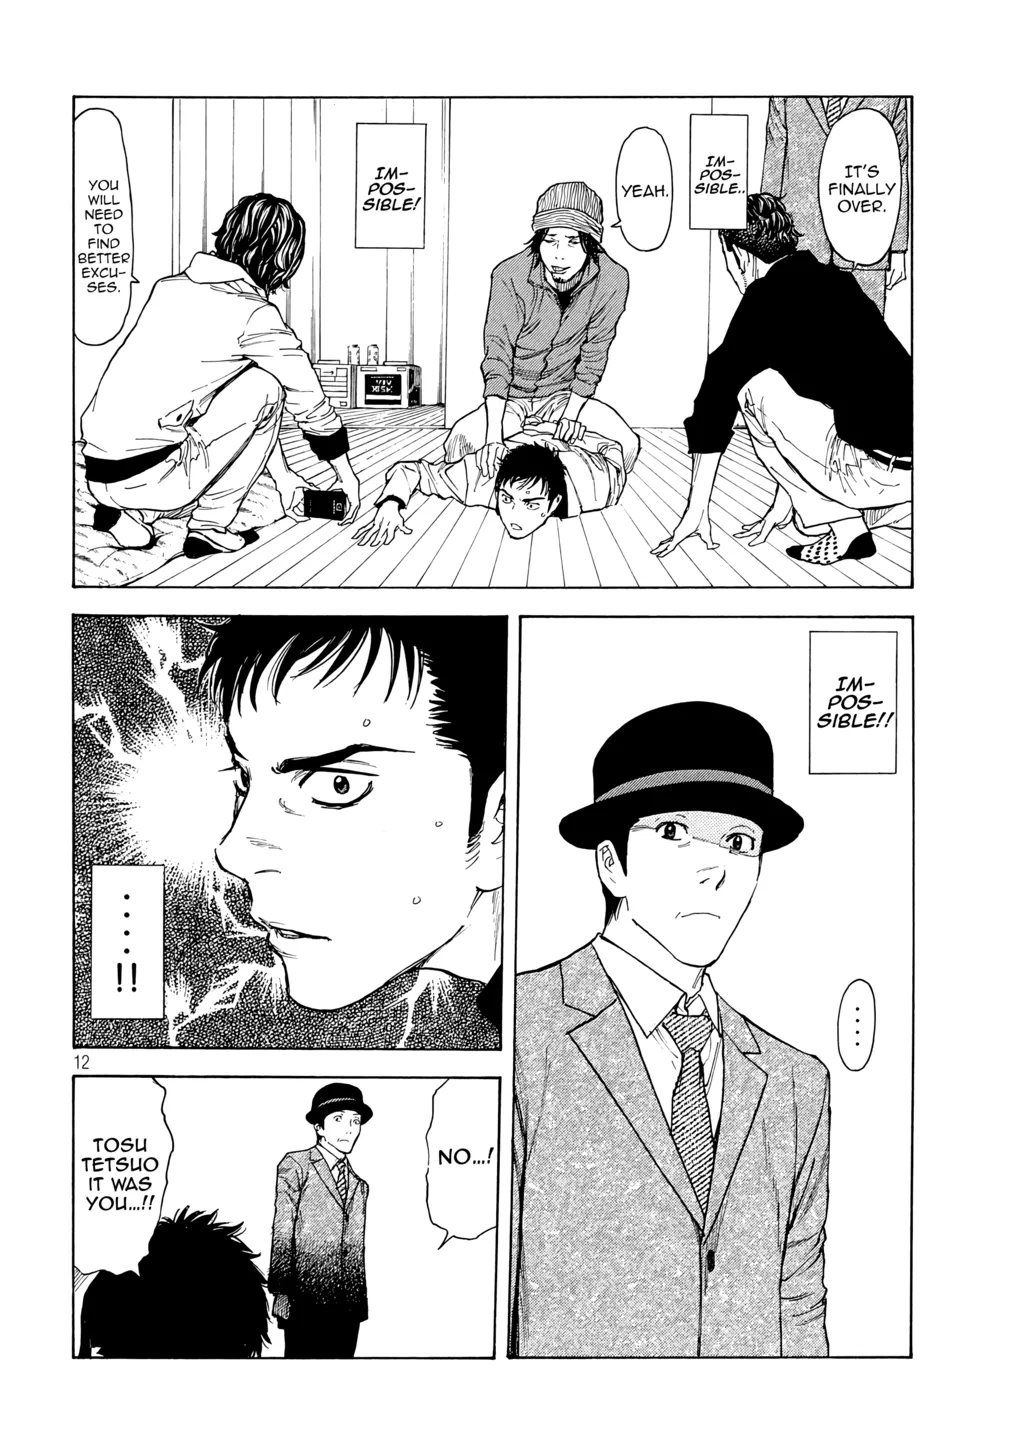 IT'S
FINALLY
OVER.
IM-
POS-
SIBLE..
YEAH.
IM-
POS-
SIBLE!
YOU
WILL
NEED
TO
FIND
BETTER
EXCU-
SES.
IM-
POS-
SIBLE!!
....
....
!!
12
NO...!
TOSU
TETSUO
IT WAS
YOU...!!